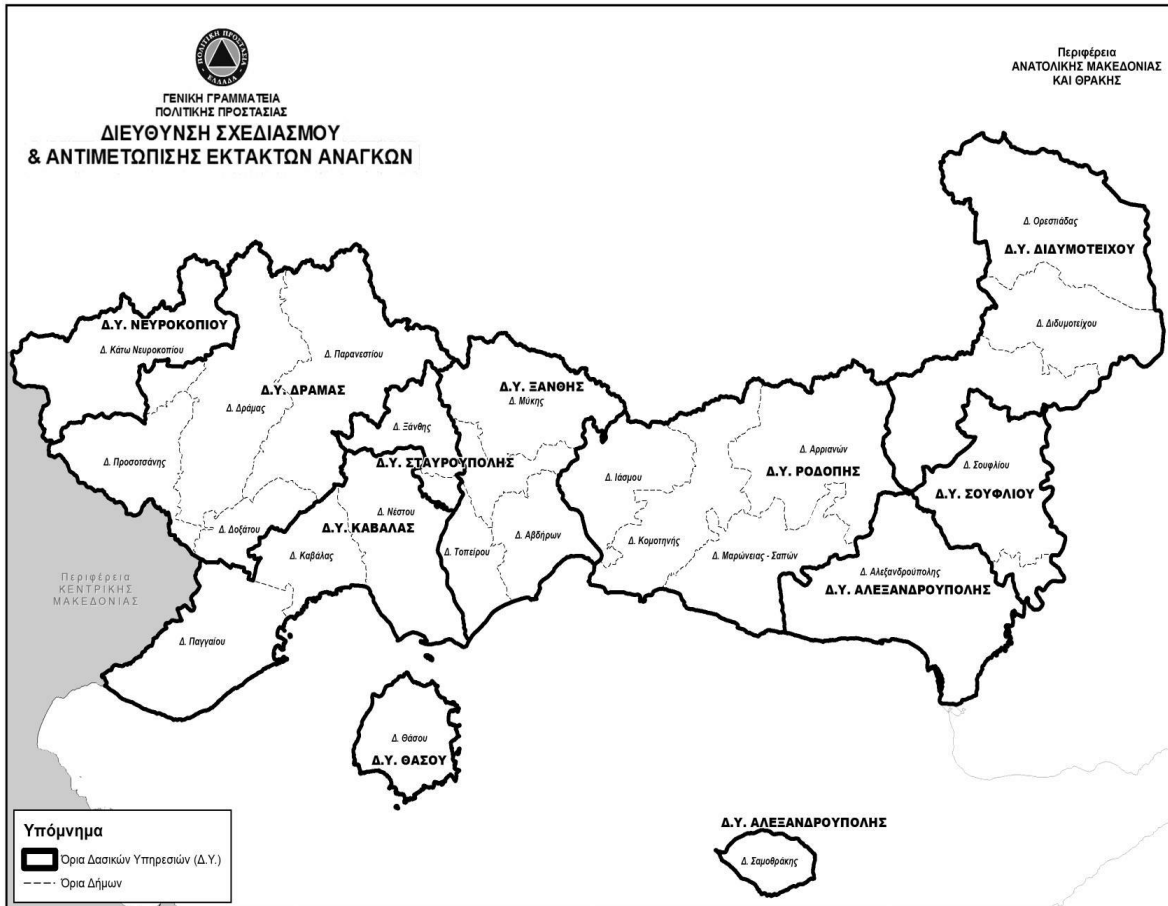 ΠΟΛΙΤΙΚΗ ΠΡΟΣΤΑΣΙΑ
ΕΛΛΑΔΑ
ΓΕΝΙΚΗ ΓΡΑΜΜΑΤΕΙΑ
ΠΟΛΙΤΙΚΗΣ ΠΡΟΣΤΑΣΙΑΣ
ΔΙΕΥΘΥΝΣΗ ΣΧΕΔΙΑΣΜΟΥ
& ΑΝΤΙΜΕΤΩΠΙΣΗΣ ΕΚΤΑΚΤΩΝ ΑΝΑΓΚΩΝ
Περιφέρεια
ΑΝΑΤΟΛΙΚΗΣ ΜΑΚΕΔΟΝΙΑΣ
ΚΑΙ ΘΡΑΚΗΣ
Δ. Ορεστιάδας
Δ.Υ. ΔΙΔΥΜΟΤΕΙΧΟΥ
Δ. Διδυμοτείχου
Δ.Υ. ΝΕΥΡΟΚΟΠΙΟΥ
Δ. Κάτω Νευροκοπίου
Δ. Παρανεστίου
Δ.Υ. ΔΡΑΜΑΣ
Δ. Δράμας
Δ. Προσοτσάνης
Δ. Δοξάτου
Δ.Υ. ΞΑΝΘΗΣ
Δ. Μύκης
Δ. Ξάνθης
Δ.Υ. ΣΤΑΥΡΟΥΠΟΛΗΣ
Δ. Νέστου
Δ.Υ. ΚΑΒΑΛΑΣ
Δ. Καβάλας
Δ. Τοπείρου
Δ. Αβδήρων
Δ. Ιάσμου
Δ. Αρριανών
Δ.Υ. ΡΟΔΟΠΗΣ
Δ. Κομοτηνής
Δ. Μαρώνειας - Σαπών
Δ. Σουφλίου
Δ.Υ. ΣΟΥΦΛΙΟΥ
Δ. Αλεξανδρούπολης
Δ.Υ. ΑΛΕΞΑΝΔΡΟΥΠΟΛΗΣ
Περιφέρεια
ΚΕΝΤΡΙΚΗΣ
ΜΑΚΕΔΟΝΙΑΣ
Δ. Παγγαίου
Δ. Θάσου
Δ.Υ. ΘΑΣΟΥ
Δ.Υ. ΑΛΕΞΑΝΔΡΟΥΠΟΛΗΣ
Δ. Σαμοθράκης
Υπόμνημα
Όρια Δασικών Υπηρεσιών (Δ.Υ.)
Όρια Δήμων